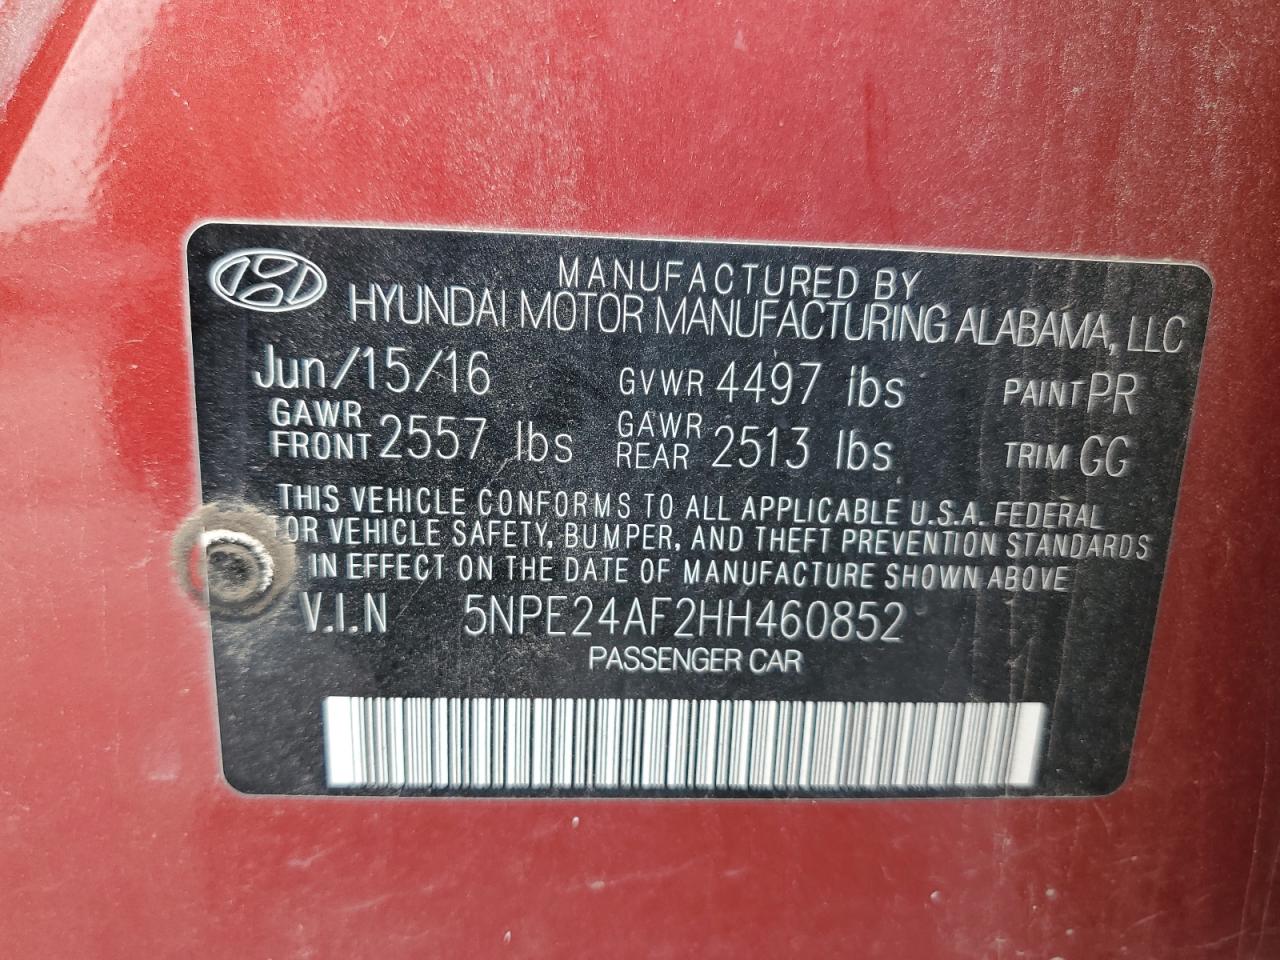 MANUFACTURED BY
HYUNDAI MOTOR MANUFACTURING ALABAMA, LLC
Jun/15/16 GVWR 4497 lbs PAINT PR
GAWR FRONT 2557 lbs GAWR REAR 2513 lbs TRIM GG
THIS VEHICLE CONFORMS TO ALL APPLICABLE U.S.A. FEDERAL
OR VEHICLE SAFETY, BUMPER, AND THEFT PREVENTION STANDARDS
IN EFFECT ON THE DATE OF MANUFACTURE SHOWN ABOVE
V.I.N 5NPE24AF2HH460852
PASSENGER CAR